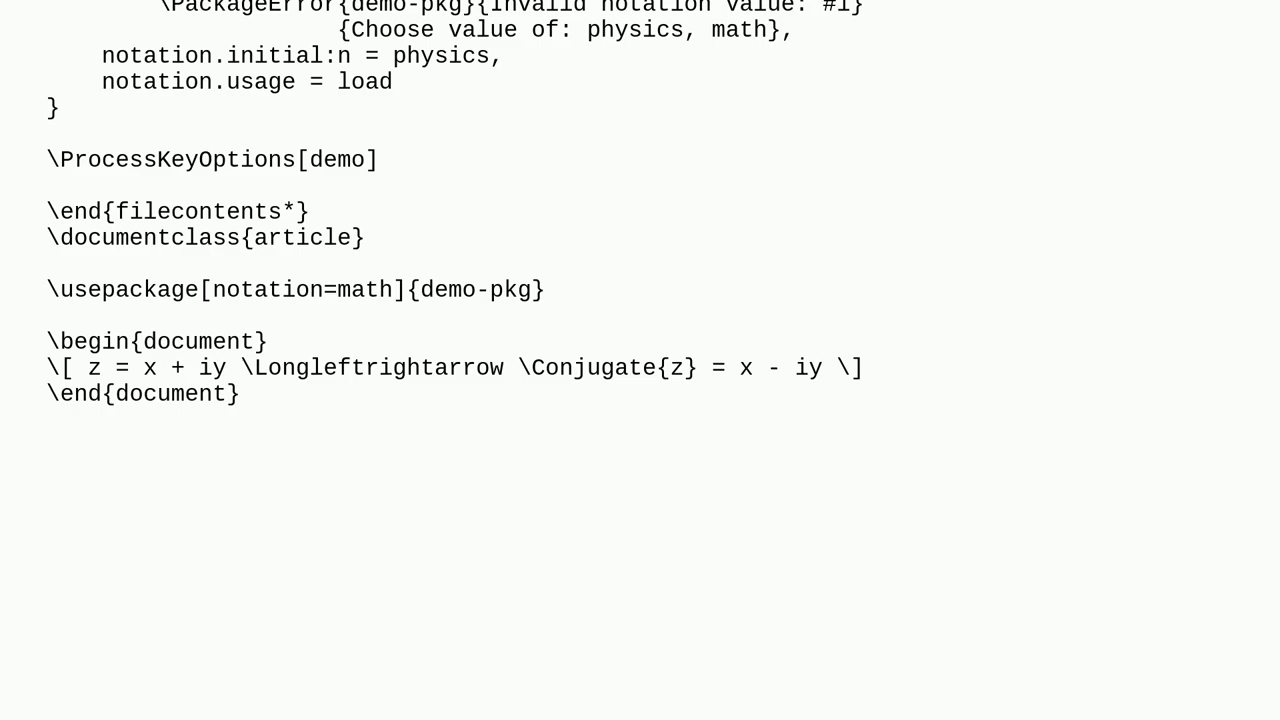 \PackageError{demo-pkg}{Invalid notation value: #1}
{Choose value of: physics, math},
notation.initial:n = physics,
notation.usage = load
}
\ProcessKeyOptions[demo]
\end{filecontents*}
\documentclass{article}
\usepackage[notation=math]{demo-pkg}
\begin{document}
\[ z = x + iy \Longleftrightarrow \Conjugate{z} = x - iy \]
\end{document}